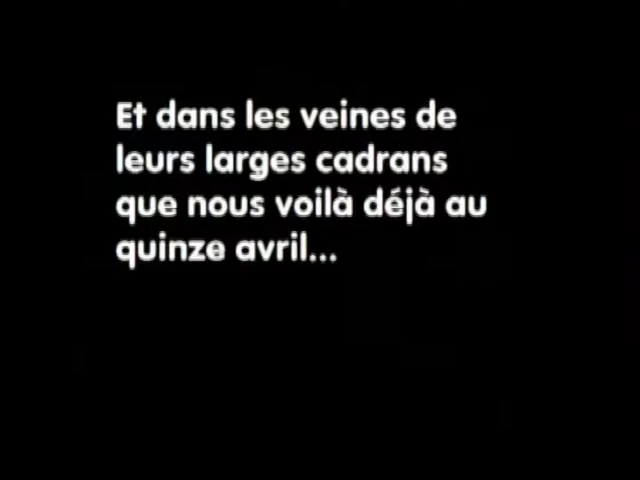 Et dans les veines de
leurs larges cadrans
que nous voilà déjà au
quinze avril...